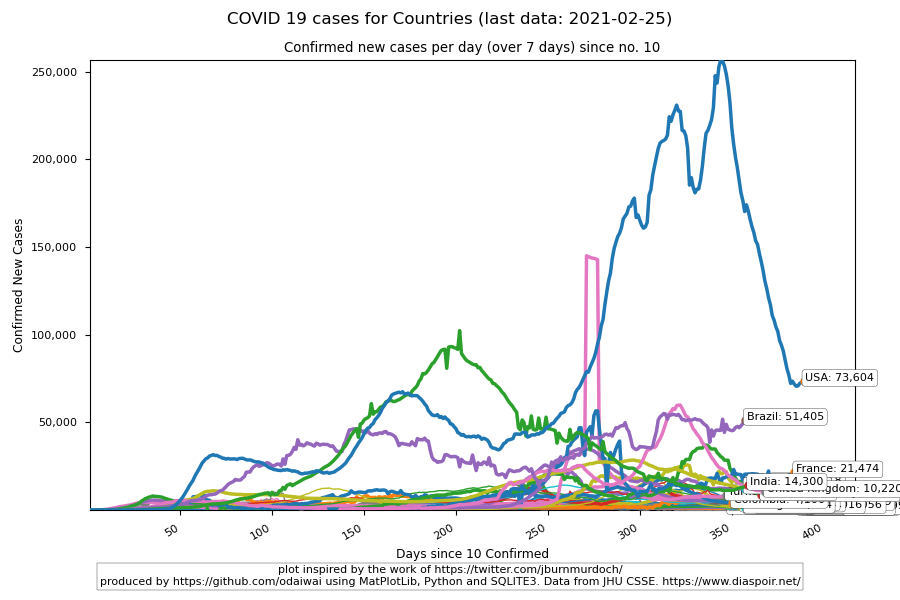 COVID 19 cases for Countries (last data: 2021-02-25)
Confirmed new cases per day (over 7 days) since no. 10
250,000
200,000
150,000
100,000
50,000
Confirmed New Cases
USA: 73,604
Brazil: 51,405
France: 21,474
India: 14,300
Kingdom: 10,220
50
100
150
200
250
300
350
400
Days since 10 Confirmed
plot inspired by the work of https://twitter.com/jburnmurdoch/
produced by https://github.com/odaiwai using MatPlotLib, Python and SQLITE3. Data from JHU CSSE. https://www.diaspoir.net/